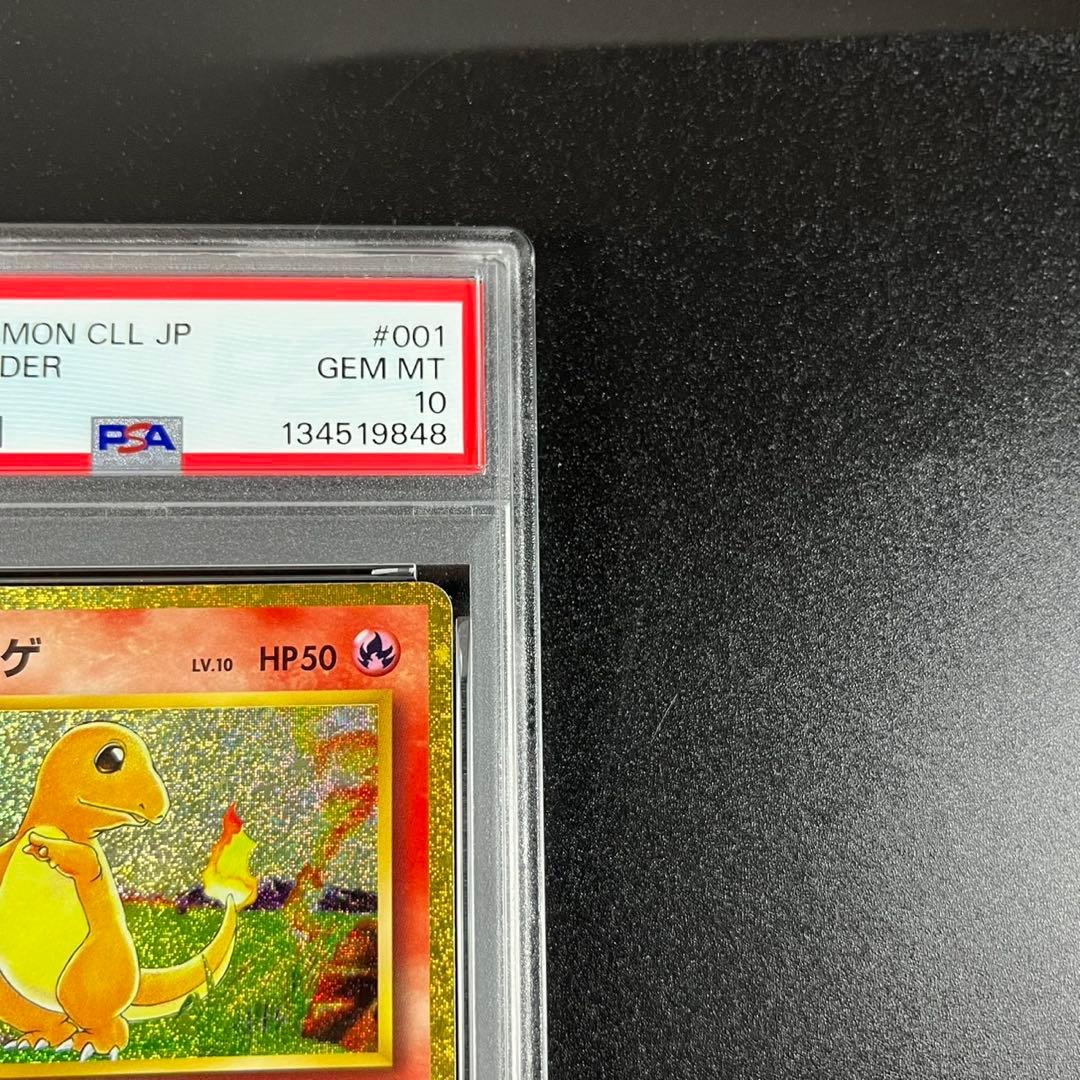 MON CLL JP #001
DER GEM MT
10
PSA 134519848
ゲ LV.10 HP50